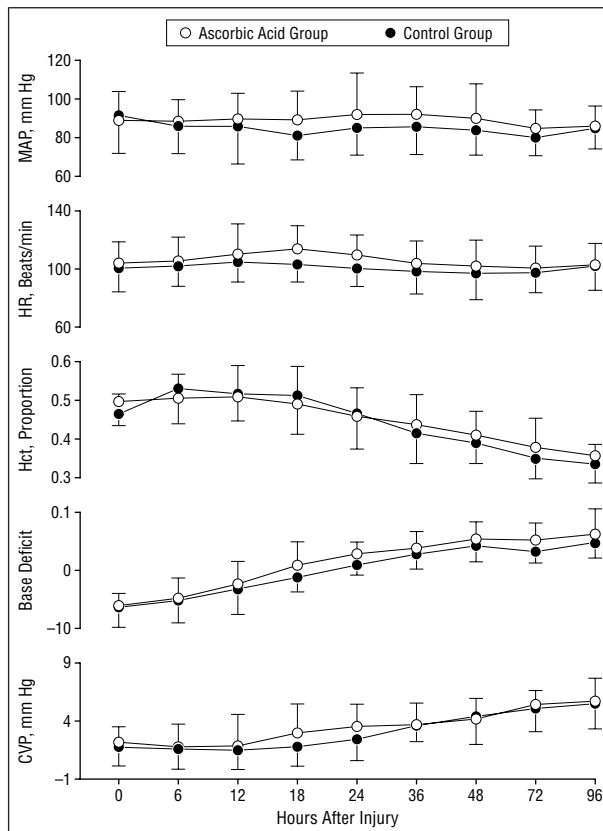 Ascorbic Acid Group
Control Group
MAP, mm Hg
120
100
80
60
HR, Beats/min
140
100
60
Hct, Proportion
0.6
0.5
0.4
0.3
Base Deficit
0.1
0
–10
CVP, mm Hg
9
4
–1
0 6 12 18 24 36 48 72 96
Hours After Injury